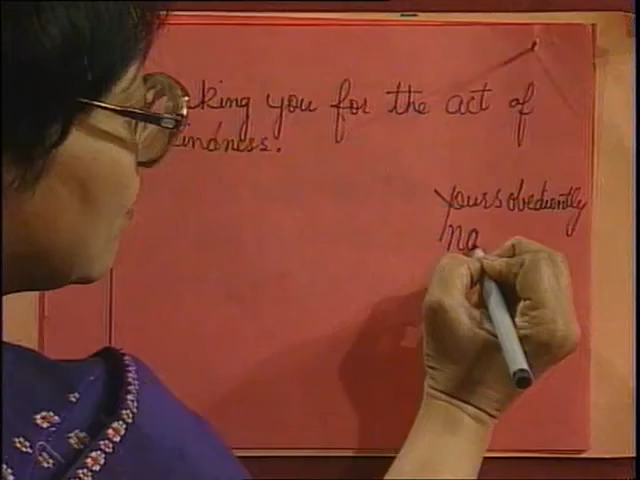 king you for the act of
indness.
yours obediently
na